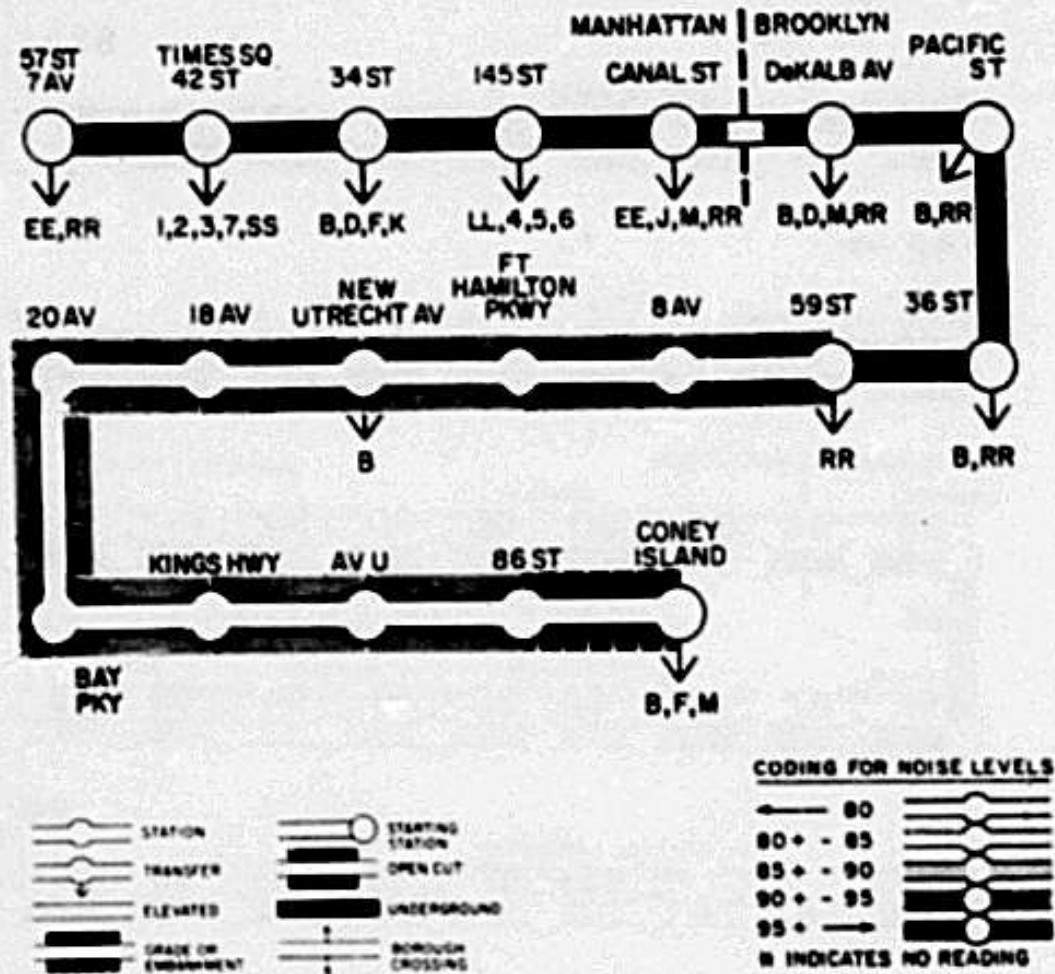 MANHATTAN BROOKLYN
57 ST
7 AV
TIMES SQ
42 ST
34 ST
145 ST
CANAL ST
DeKALB AV
PACIFIC
ST
EE, RR
1, 2, 3, 7, SS
B, D, F, K
LL, 4, 5, 6
EE, J, M, RR
B, D, M, RR
B, RR
20 AV
18 AV
NEW
UTRECHT AV
FT
HAMILTON
PKWY
8 AV
59 ST
36 ST
B
RR
B, RR
KINGS HWY
AV U
86 ST
CONEY
ISLAND
BAY
PKY
B, F, M
STATION
TRANSFER
ELEVATED
GRADE OR
EMBANKMENT
STARTING
STATION
OPEN CUT
UNDERGROUND
BOROUGH
CROSSING
CODING FOR NOISE LEVELS
80
80+ - 85
85+ - 90
90+ - 95
95+
INDICATES NO READING